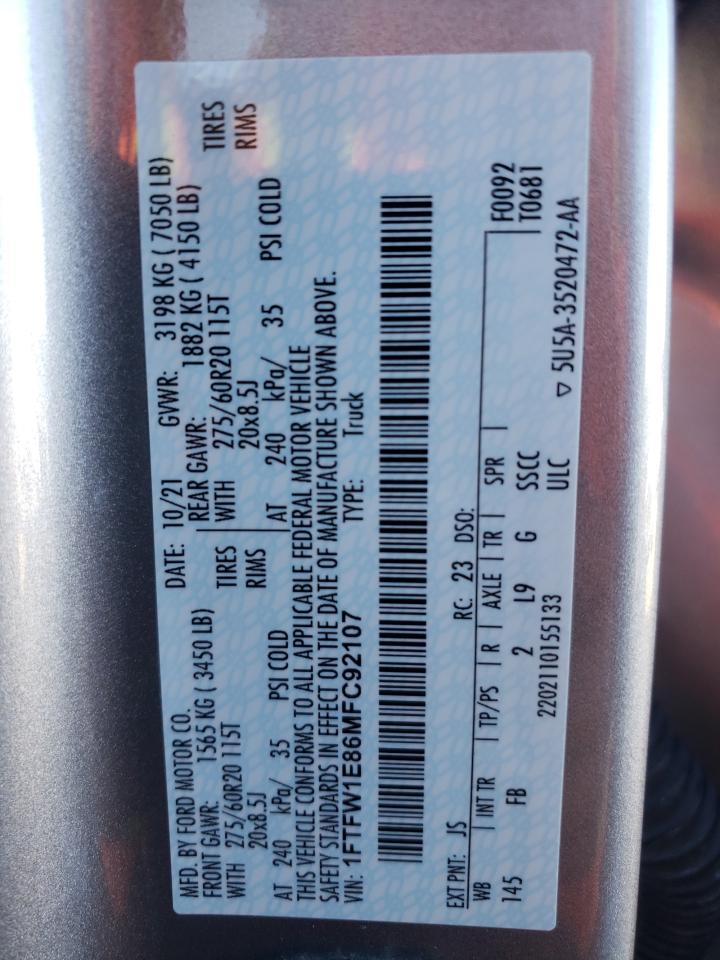 MFD. BY FORD MOTOR CO.
DATE: 10/21 GVWR: 3198 KG ( 7050 LB)
FRONT GAWR: 1565 KG ( 3450 LB) REAR GAWR: 1882 KG ( 4150 LB)
WITH 275/60R20 115T TIRES WITH 275/60R20 115T TIRES
20x8.5J RIMS 20x8.5J RIMS
AT 240 kPa/ 35 PSI COLD AT 240 kPa/ 35 PSI COLD
THIS VEHICLE CONFORMS TO ALL APPLICABLE FEDERAL MOTOR VEHICLE
SAFETY STANDARDS IN EFFECT ON THE DATE OF MANUFACTURE SHOWN ABOVE.
VIN: 1FTFW1E86MFC92107 TYPE: Truck
EXT PNT: JS RC: 23 DSO:
WB INT TR TP/PS R AXLE TR SPR F0092
145 FB 2 L9 G SSCC T0681
2202110155133 ULC ▽ 5U5A-3520472-AA